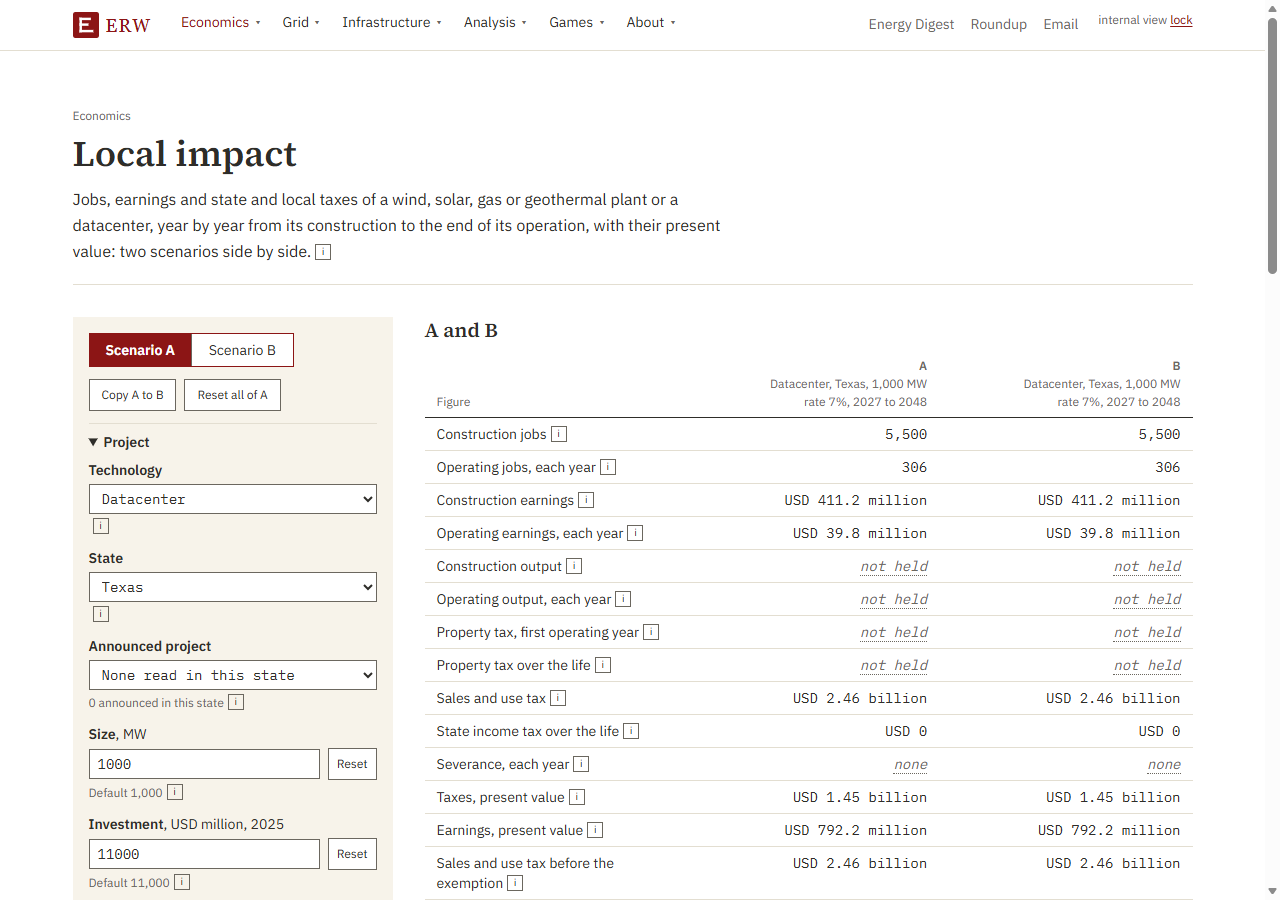 E ERW Economics Grid Infrastructure Analysis Games About Energy Digest Roundup Email internal view lock
Economics
Local impact
Jobs, earnings and state and local taxes of a wind, solar, gas or geothermal plant or a
datacenter, year by year from its construction to the end of its operation, with their present
value: two scenarios side by side. i
Scenario A Scenario B
Copy A to B Reset all of A
▼ Project
Technology
Datacenter
i
State
Texas
i
Announced project
None read in this state
0 announced in this state i
Size, MW
1000 Reset
Default 1,000 i
Investment, USD million, 2025
11000 Reset
Default 11,000 i
A and B
A B
Datacenter, Texas, 1,000 MW Datacenter, Texas, 1,000 MW
Figure rate 7%, 2027 to 2048 rate 7%, 2027 to 2048
Construction jobs i 5,500 5,500
Operating jobs, each year i 306 306
Construction earnings i USD 411.2 million USD 411.2 million
Operating earnings, each year i USD 39.8 million USD 39.8 million
Construction output i not held not held
Operating output, each year i not held not held
Property tax, first operating year i not held not held
Property tax over the life i not held not held
Sales and use tax i USD 2.46 billion USD 2.46 billion
State income tax over the life i USD 0 USD 0
Severance, each year i none none
Taxes, present value i USD 1.45 billion USD 1.45 billion
Earnings, present value i USD 792.2 million USD 792.2 million
Sales and use tax before the USD 2.46 billion USD 2.46 billion
exemption i